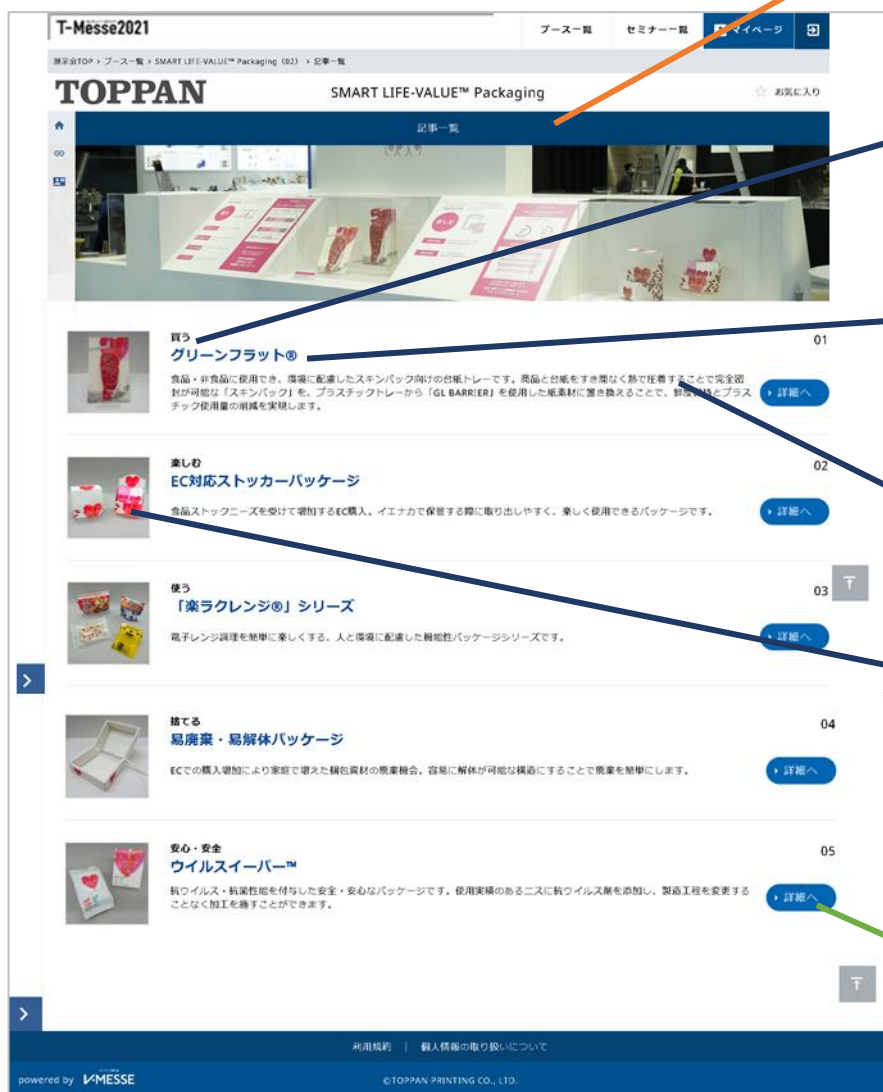 T-Messe2021
ブース一覧
セミナー一覧
マイページ
展示会TOP › ブース一覧 › SMART LIFE-VALUE™ Packaging (02) › 記事一覧
TOPPAN
SMART LIFE-VALUE™ Packaging
☆ お気に入り
記事一覧
買う
01
グリーンフラット®
食品・非食品に使用でき、環境に配慮したスキンパック向けの台紙トレーです。商品と台紙をすき間なく熱で圧着することで完全密
封が可能な「スキンパック」を、プラスチックトレーから「GL BARRIER」を使用した紙素材に置き換えることで、鮮度とプラス
チック使用量の削減を実現します。
詳細へ
楽しむ
02
EC対応ストッカーパッケージ
食品ストックニーズを受けて増加するEC購入。イエナカで保管する際に取り出しやすく、楽しく使用できるパッケージです。
詳細へ
使う
03
「楽ラクレンジ®」シリーズ
電子レンジ調理を簡単に楽しくする、人と環境に配慮した機能性パッケージシリーズです。
詳細へ
捨てる
04
易廃棄・易解体パッケージ
ECでの購入増加により家庭で増えた梱包資材の廃棄機会。容易に解体が可能な構造にすることで廃棄を簡単にします。
詳細へ
安心・安全
05
ウイルスイーパー™
抗ウイルス・抗菌性能を付与した安全・安心なパッケージです。使用実績のあるニスに抗ウイルス剤を添加し、製造工程を変更する
ことなく加工を施すことができます。
詳細へ
利用規約 | 個人情報の取り扱いについて
powered by V-MESSE
©TOPPAN PRINTING CO., LTD.